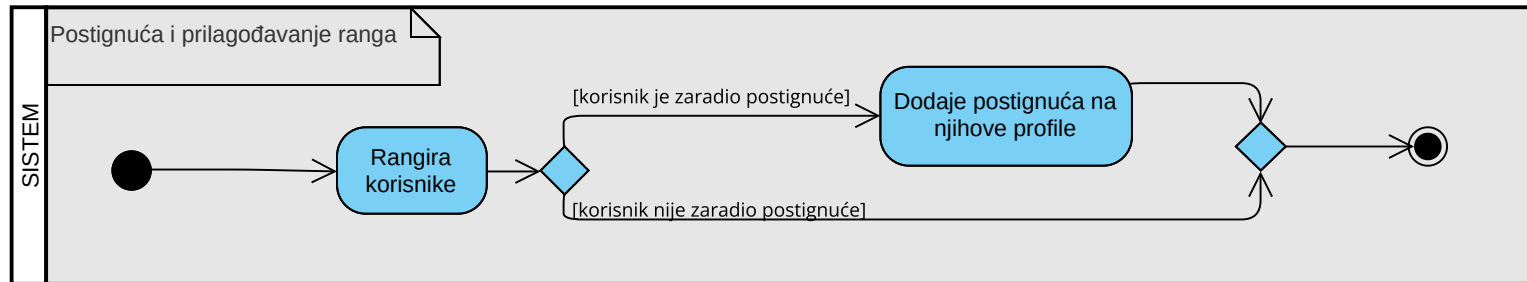 Postignuća i prilagođavanje ranga
SISTEM
Rangira
korisnike
[korisnik je zaradio postignuće]
[korisnik nije zaradio postignuće]
Dodaje postignuća na
njihove profile